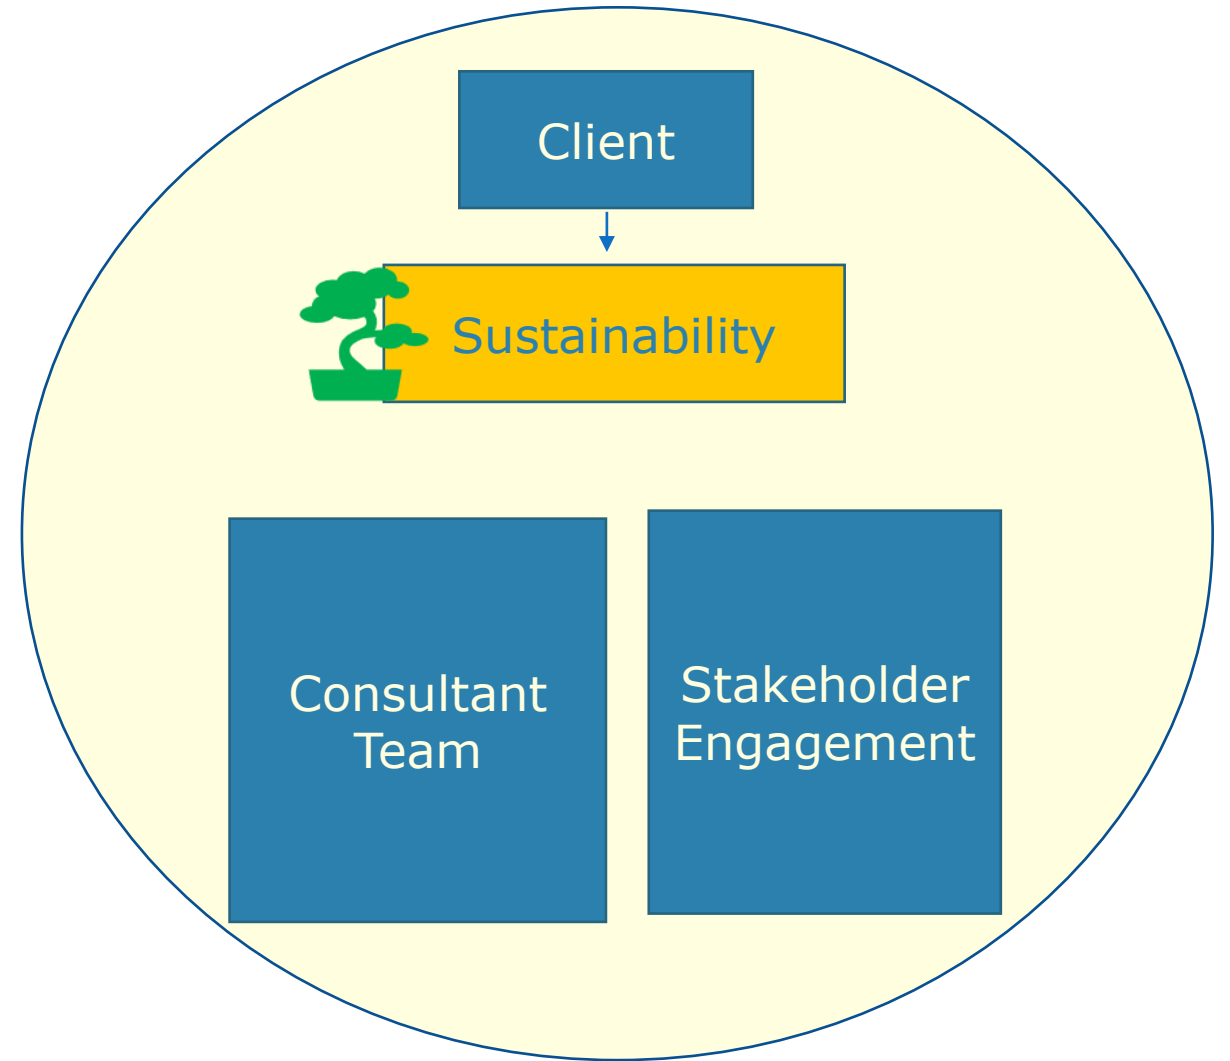 Client
Sustainability
Consultant
Team
Stakeholder
Engagement